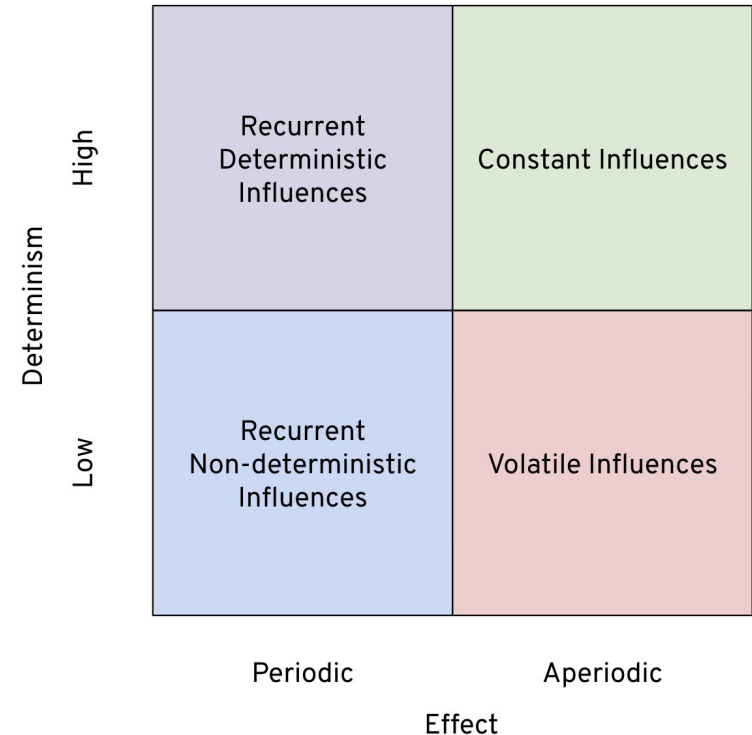 Determinism
High
Recurrent
Deterministic
Influences
Constant Influences
Low
Recurrent
Non-deterministic
Influences
Volatile Influences
Periodic
Aperiodic
Effect